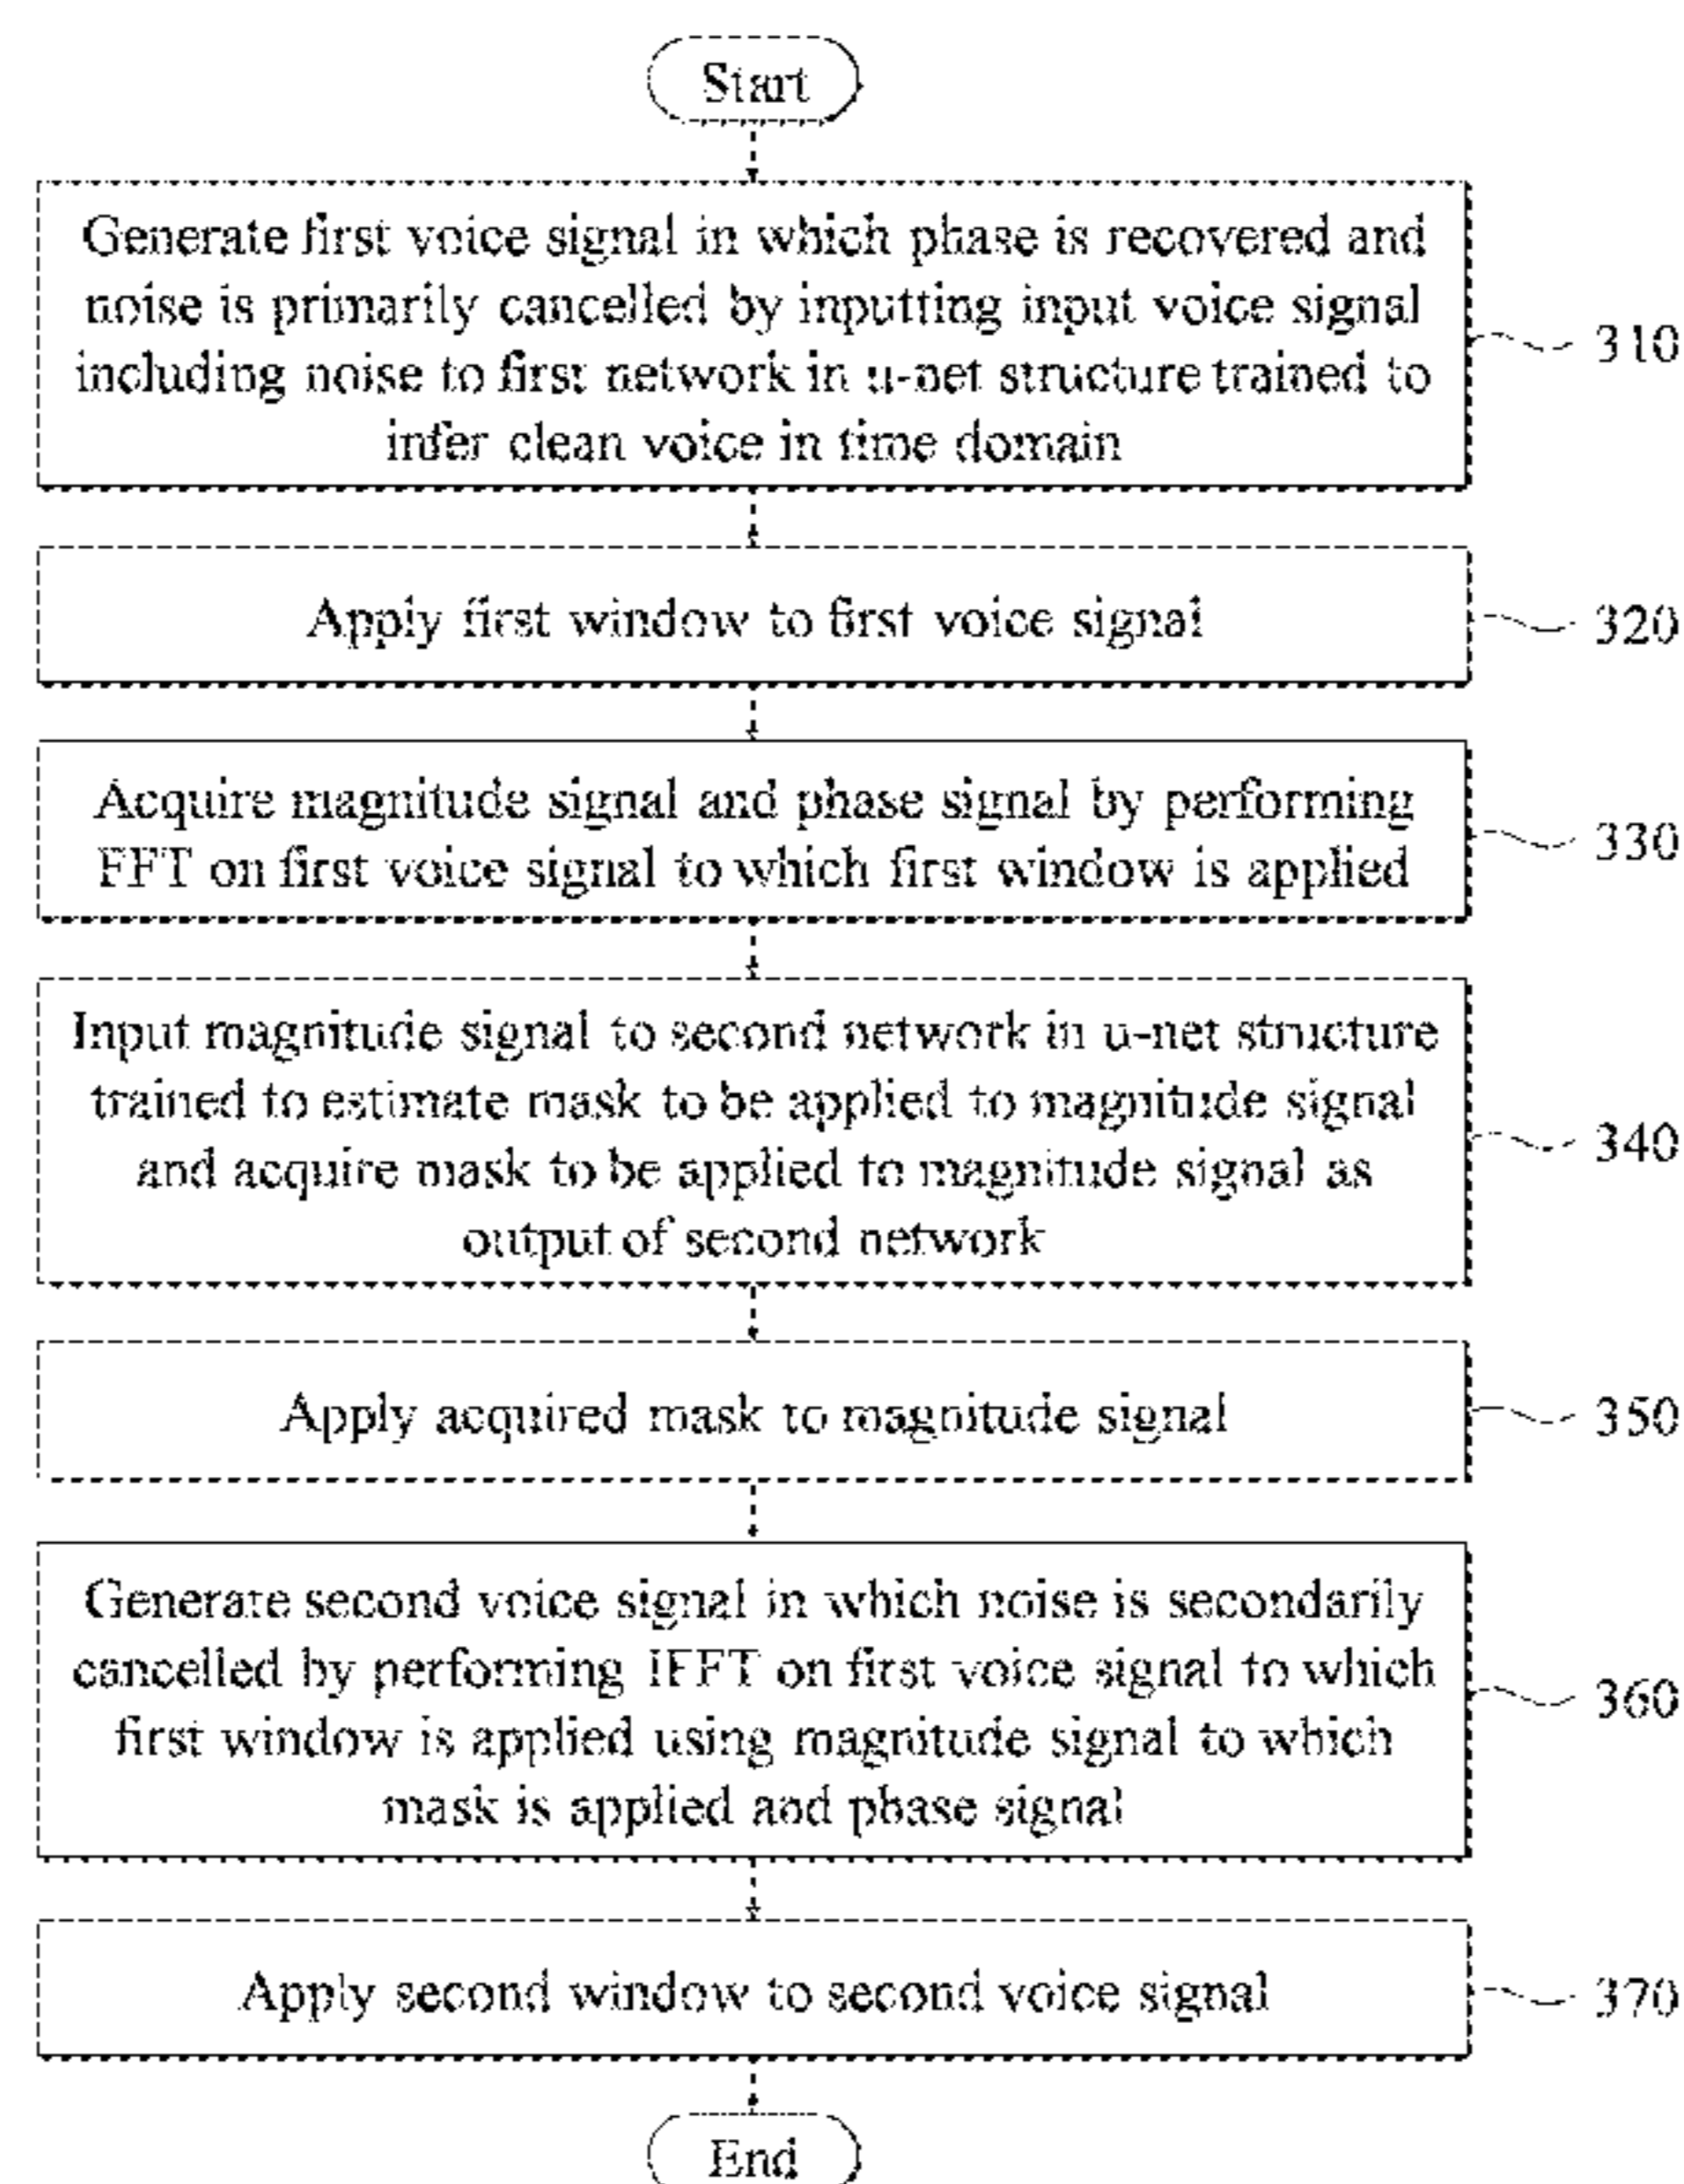 Start
Generate first voice signal in which phase is recovered and
noise is primarily cancelled by inputting input voice signal
including noise to first network in u-net structure trained to
infer clean voice in time domain
310
Apply first window to first voice signal
320
Acquire magnitude signal and phase signal by performing
FFT on first voice signal to which first window is applied
330
Input magnitude signal to second network in u-net structure
trained to estimate mask to be applied to magnitude signal
and acquire mask to be applied to magnitude signal as
output of second network
340
Apply acquired mask to magnitude signal
350
Generate second voice signal in which noise is secondarily
cancelled by performing IFFT on first voice signal to which
first window is applied using magnitude signal to which
mask is applied and phase signal
360
Apply second window to second voice signal
370
End